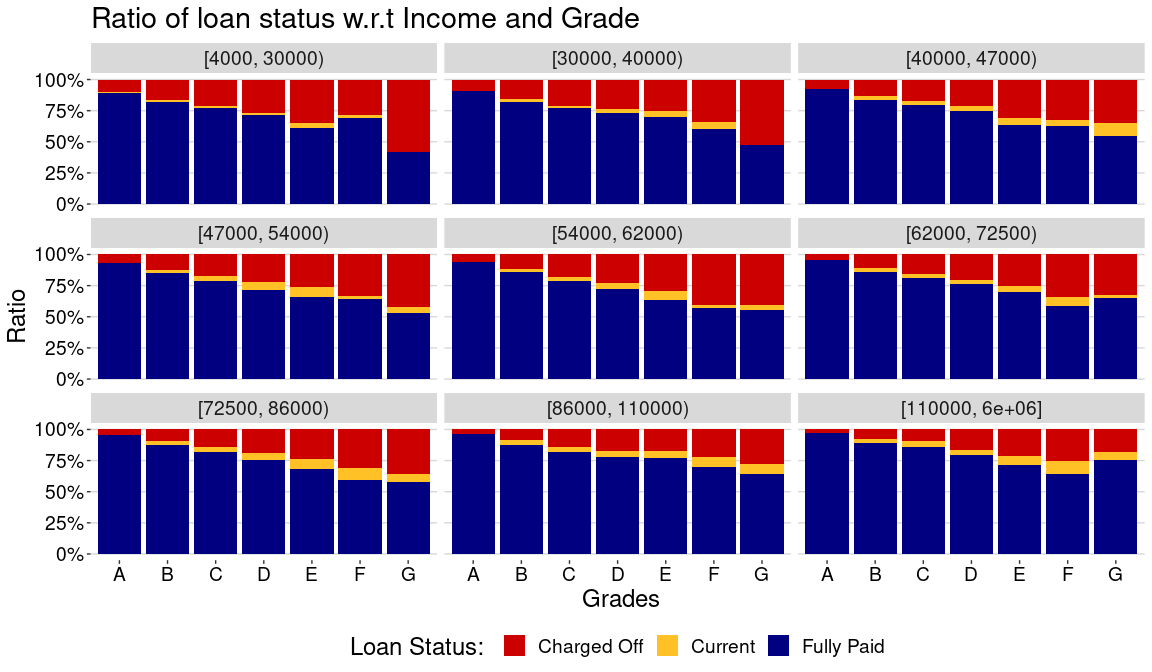 Ratio of loan status w.r.t Income and Grade
[4000, 30000) [30000, 40000) [40000, 47000)
100%
75%
50%
25%
0%
[47000, 54000) [54000, 62000) [62000, 72500)
100%
75%
50%
25%
0%
Ratio
[72500, 86000) [86000, 110000) [110000, 6e+06]
100%
75%
50%
25%
0%
A B C D E F G A B C D E F G A B C D E F G
Grades
Loan Status: Charged Off Current Fully Paid